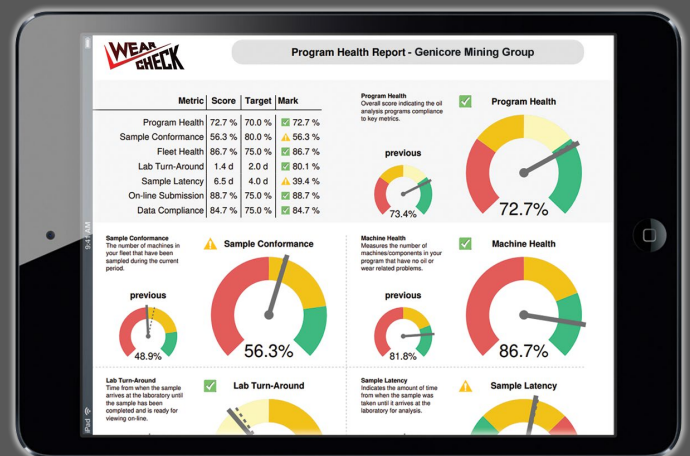 WEAR
CHECK
Program Health Report - Genicore Mining Group
Metric Score Target Mark
Program Health 72.7 % 70.0 % 72.7 %
Sample Conformance 56.3 % 80.0 % 56.3 %
Fleet Health 86.7 % 75.0 % 86.7 %
Lab Turn-Around 1.4 d 2.0 d 80.1 %
Sample Latency 6.5 d 4.0 d 39.4 %
On-line Submission 88.7 % 75.0 % 88.7 %
Data Compliance 84.7 % 75.0 % 84.7 %
Program Health
Overall score indicating the oil
analysis programs compliance
to key metrics.
previous
73.4%
Program Health
72.7%
Sample Conformance
The number of machines in
your fleet that have been
sampled during the current
period.
previous
48.9%
Sample Conformance
56.3%
Machine Health
Measures the number of
machines/components in your
program that have no oil or
wear related problems.
previous
81.8%
Machine Health
86.7%
Lab Turn-Around
Time from when the sample
arrives at the laboratory until
the sample has been
completed and is ready for
viewing on-line.
Lab Turn-Around
Sample Latency
Indicates the amount of time
from when the sample was
taken until it arrives at the
laboratory for analysis.
Sample Latency
iPad
9:41 AM